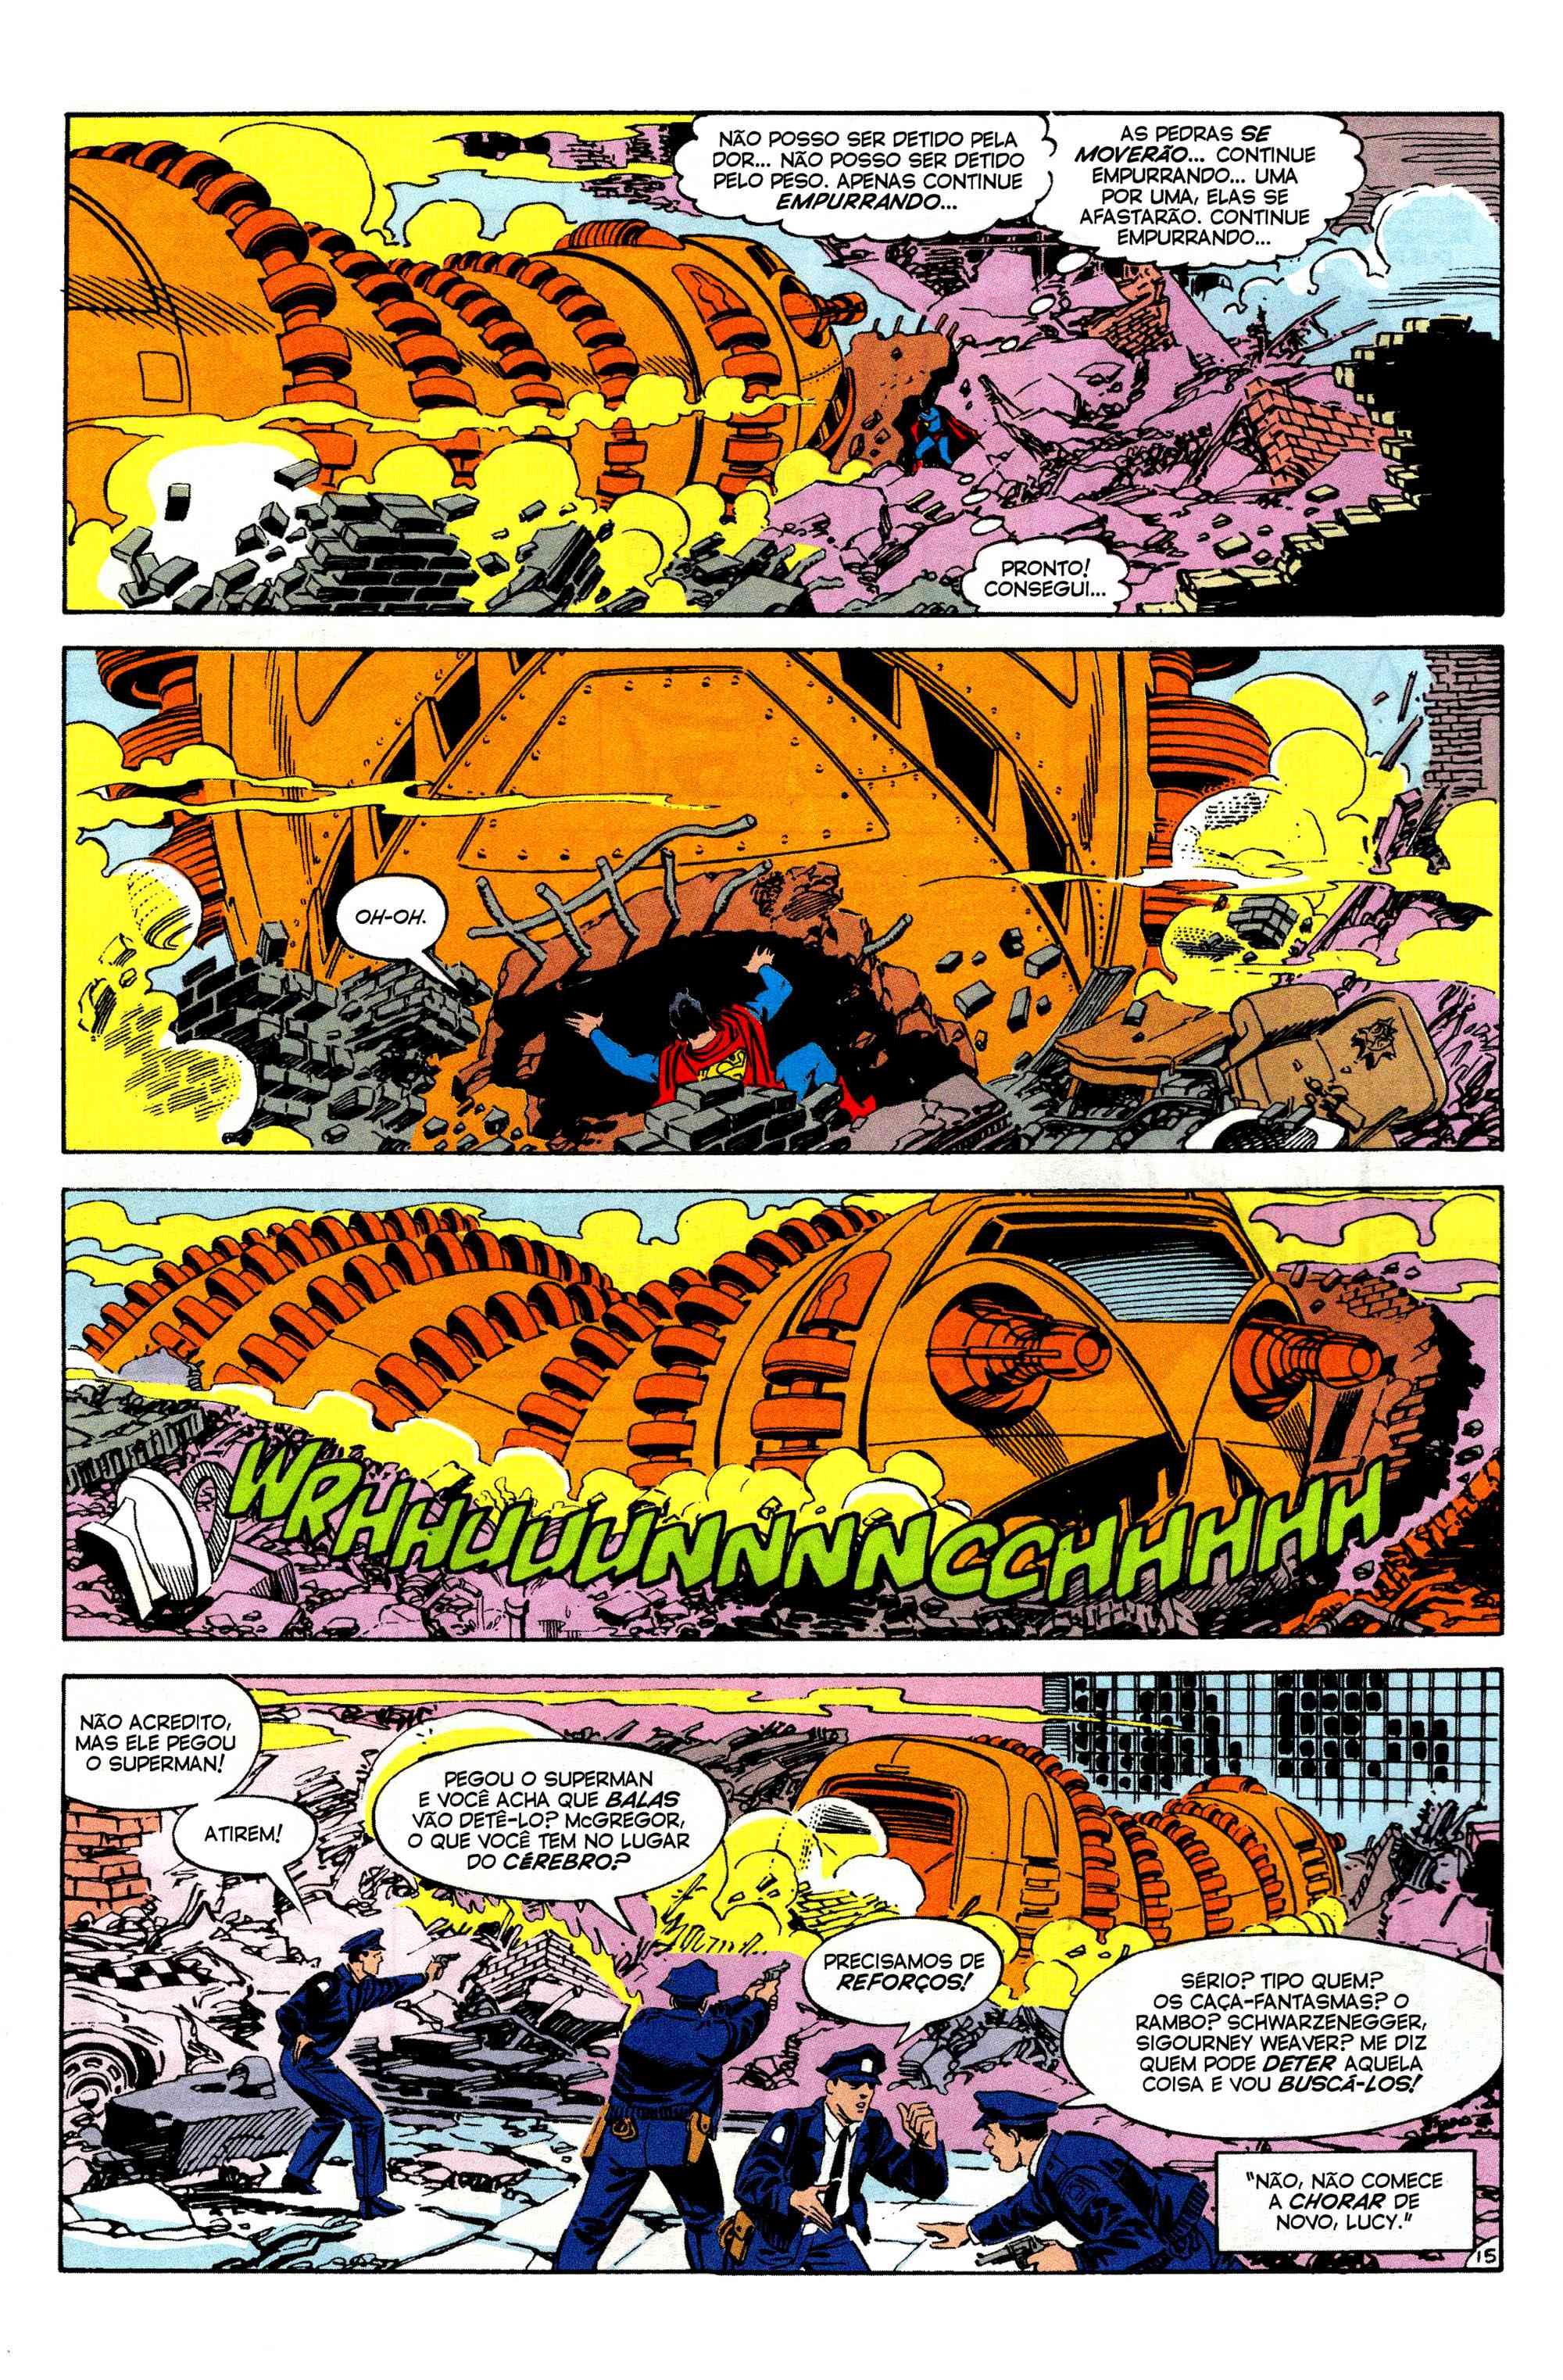 NÃO POSSO SER DETIDO PELA
DOR... NÃO POSSO SER DETIDO
PELO PESO. APENAS CONTINUE
EMPURRANDO...
AS PEDRAS SE
MOVERÃO... CONTINUE
EMPURRANDO... UMA
POR UMA, ELAS SE
AFASTARÃO. CONTINUE
EMPURRANDO...
PRONTO!
CONSEGUI...
OH-OH.
WRHHUUUNNNNNCCHHHHHH
NÃO ACREDITO,
MAS ELE PEGOU
O SUPERMAN!
ATIREM!
PEGOU O SUPERMAN
E VOCÊ ACHA QUE BALAS
VÃO DETÊ-LO? McGREGOR,
O QUE VOCÊ TEM NO LUGAR
DO CÉREBRO?
PRECISAMOS DE
REFORÇOS!
SÉRIO? TIPO QUEM?
OS CAÇA-FANTASMAS? O
RAMBO? SCHWARZENEGGER,
SIGOURNEY WEAVER? ME DIZ
QUEM PODE DETER AQUELA
COISA E VOU BUSCÁ-LOS!
"NÃO, NÃO COMECE
A CHORAR DE
NOVO, LUCY."
15